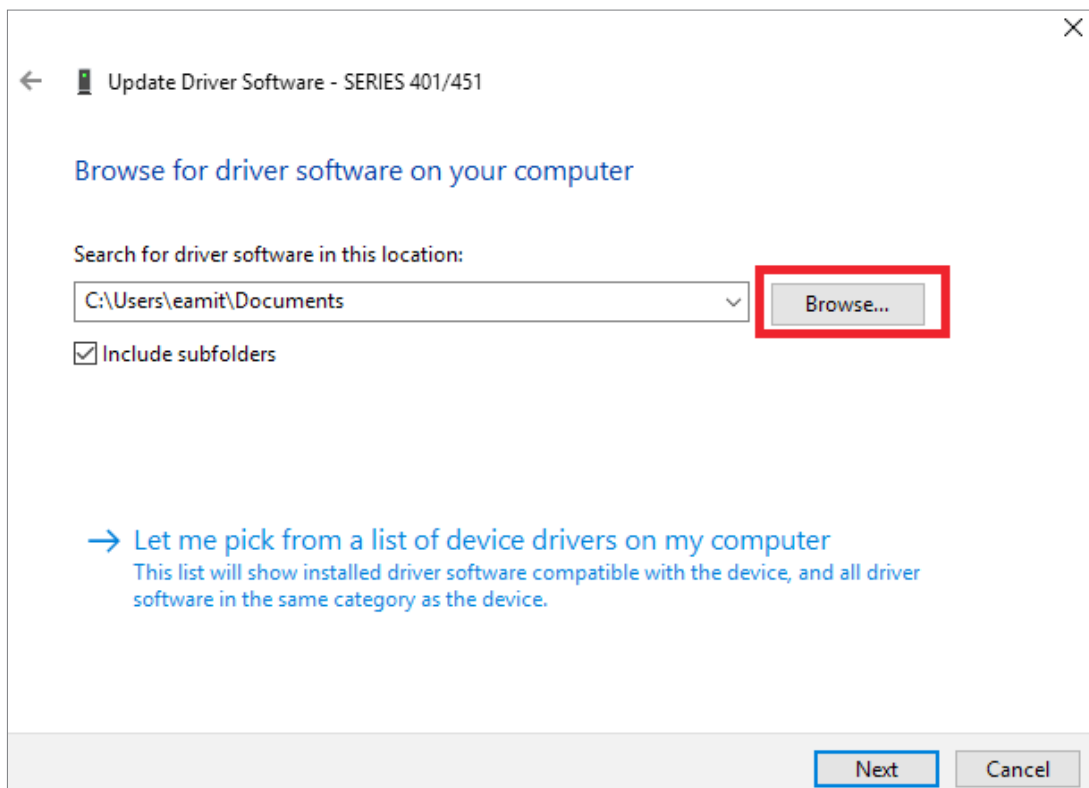 Update Driver Software - SERIES 401/451
Browse for driver software on your computer
Search for driver software in this location:
C:\Users\eamit\Documents
Browse...
Include subfolders
Let me pick from a list of device drivers on my computer
This list will show installed driver software compatible with the device, and all driver
software in the same category as the device.
Next
Cancel